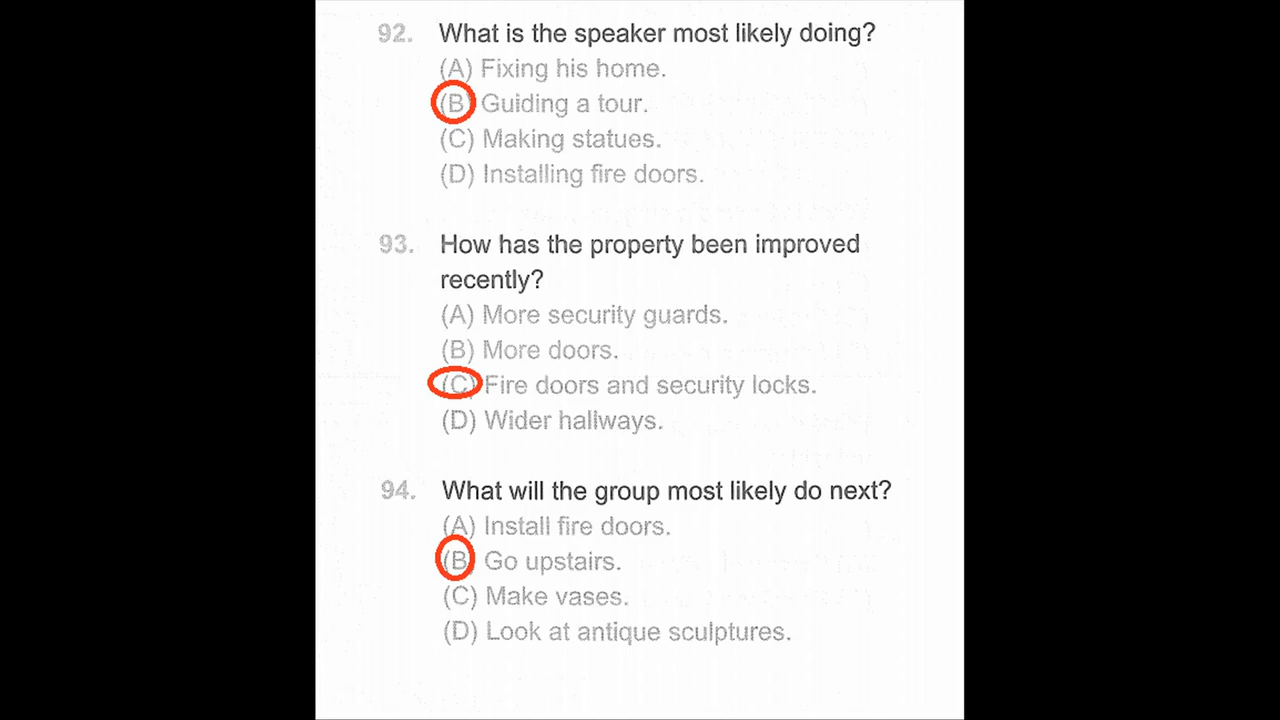 92. What is the speaker most likely doing?
(A) Fixing his home.
(B) Guiding a tour.
(C) Making statues.
(D) Installing fire doors.
93. How has the property been improved
recently?
(A) More security guards.
(B) More doors.
(C) Fire doors and security locks.
(D) Wider hallways.
94. What will the group most likely do next?
(A) Install fire doors.
(B) Go upstairs.
(C) Make vases.
(D) Look at antique sculptures.